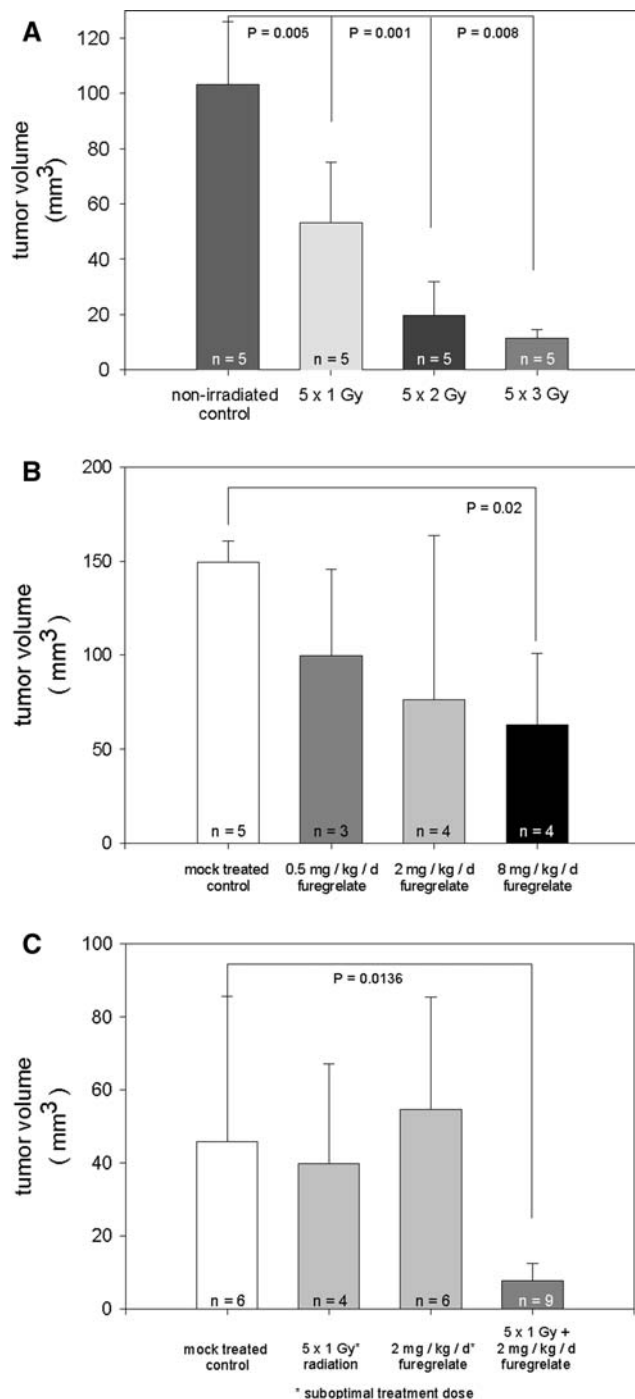 A
P = 0.005 P = 0.001 P = 0.008
tumor volume
(mm3)
120
100
80
60
40
20
0
n = 5 n = 5 n = 5 n = 5
non-irradiated
control
5 x 1 Gy 5 x 2 Gy 5 x 3 Gy
B
P = 0.02
tumor volume
( mm3 )
200
150
100
50
0
n = 5 n = 3 n = 4 n = 4
mock treated
control
0.5 mg / kg / d
furegrelate
2 mg / kg / d
furegrelate
8 mg / kg / d
furegrelate
C
P = 0.0136
tumor volume
( mm3 )
100
80
60
40
20
0
n = 6 n = 4 n = 6 n = 9
mock treated
control
5 x 1 Gy*
radiation
2 mg / kg / d*
furegrelate
5 x 1 Gy +
2 mg / kg / d
furegrelate
* suboptimal treatment dose